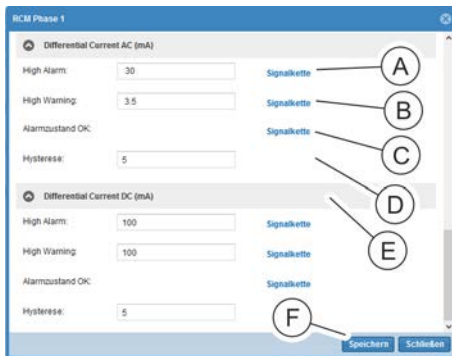 RCM Phase 1
Differential Current AC (mA)
High Alarm: 30 Signalkette A
High Warning: 3.5 Signalkette B
Alarmzustand OK: Signalkette C
Hysterese: 5 D
Differential Current DC (mA) E
High Alarm: 100 Signalkette
High Warning: 100 Signalkette
Alarmzustand OK: Signalkette
Hysterese: 5 F
Speichern Schließen